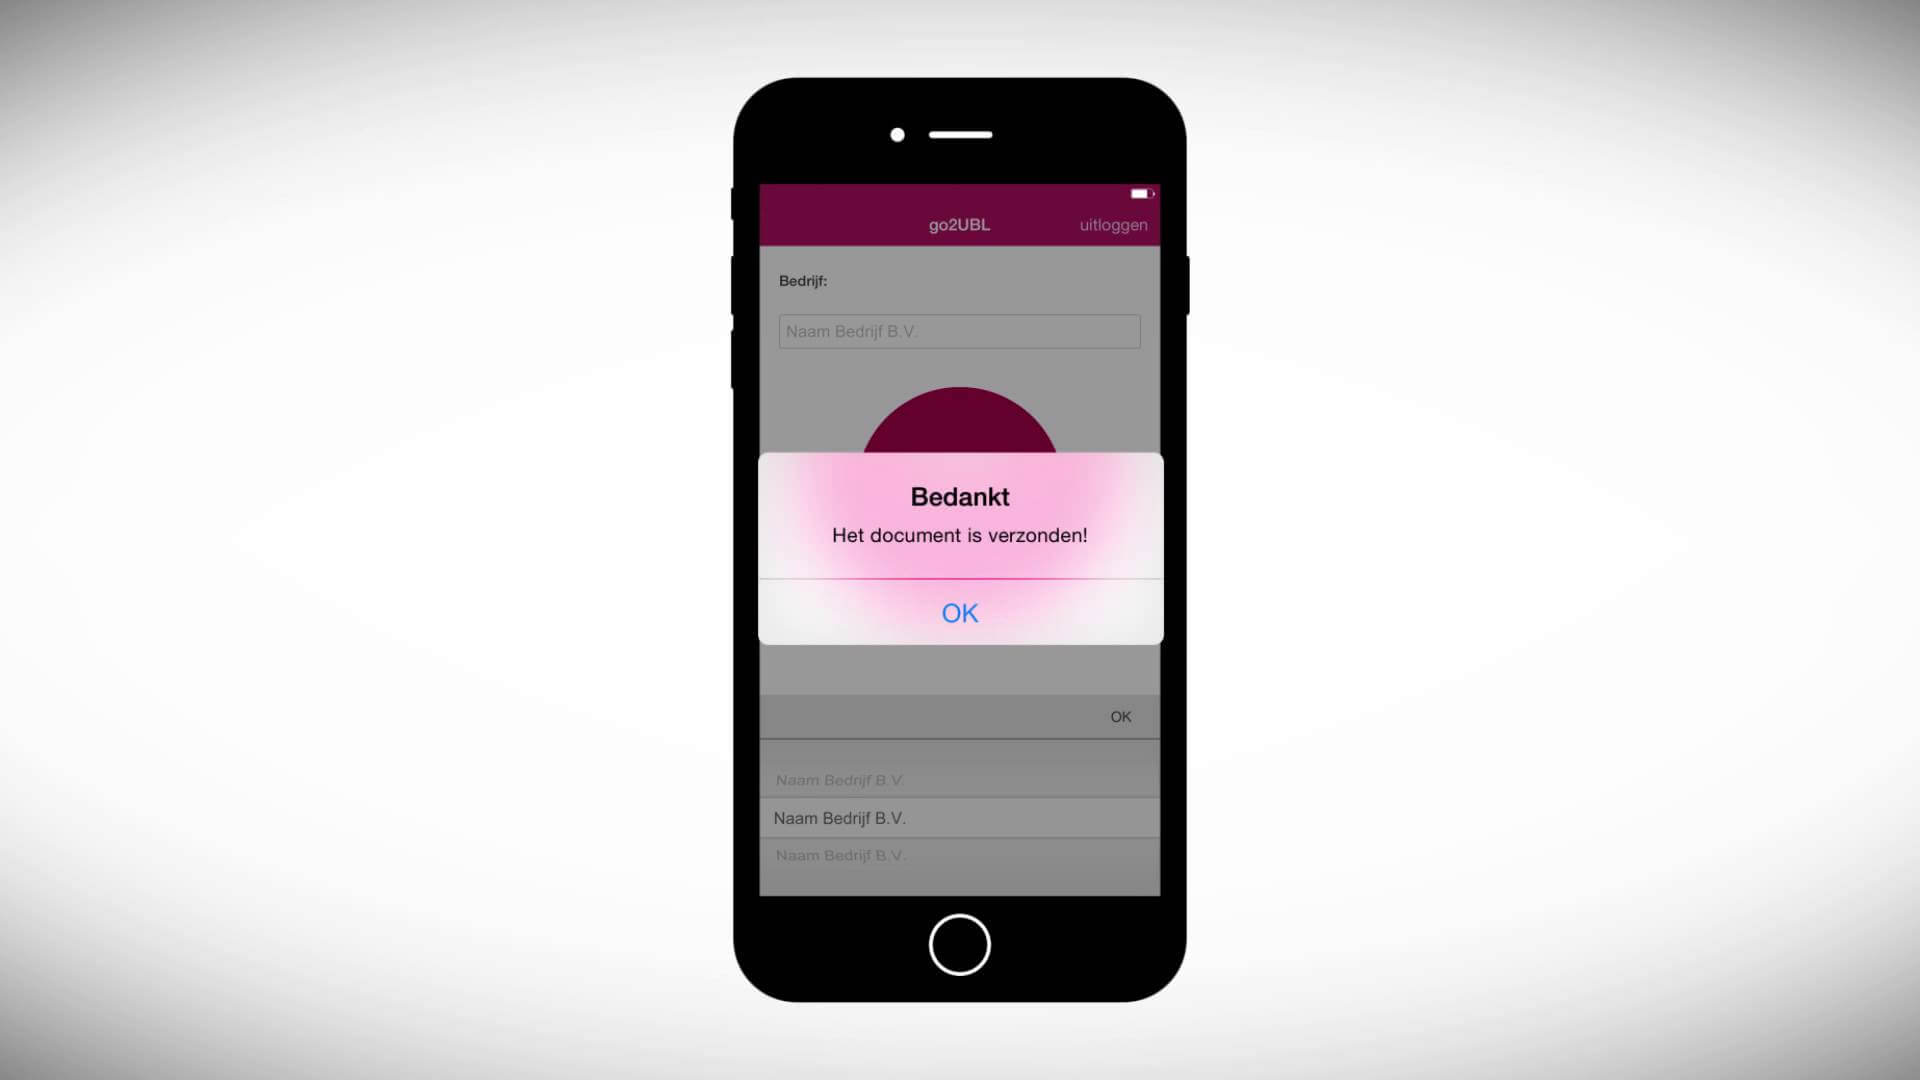 go2UBL
uitloggen
Bedrijf:
Naam Bedrijf B.V.
Bedankt
Het document is verzonden!
OK
OK
Naam Bedrijf B.V.
Naam Bedrijf B.V.
Naam Bedrijf B.V.